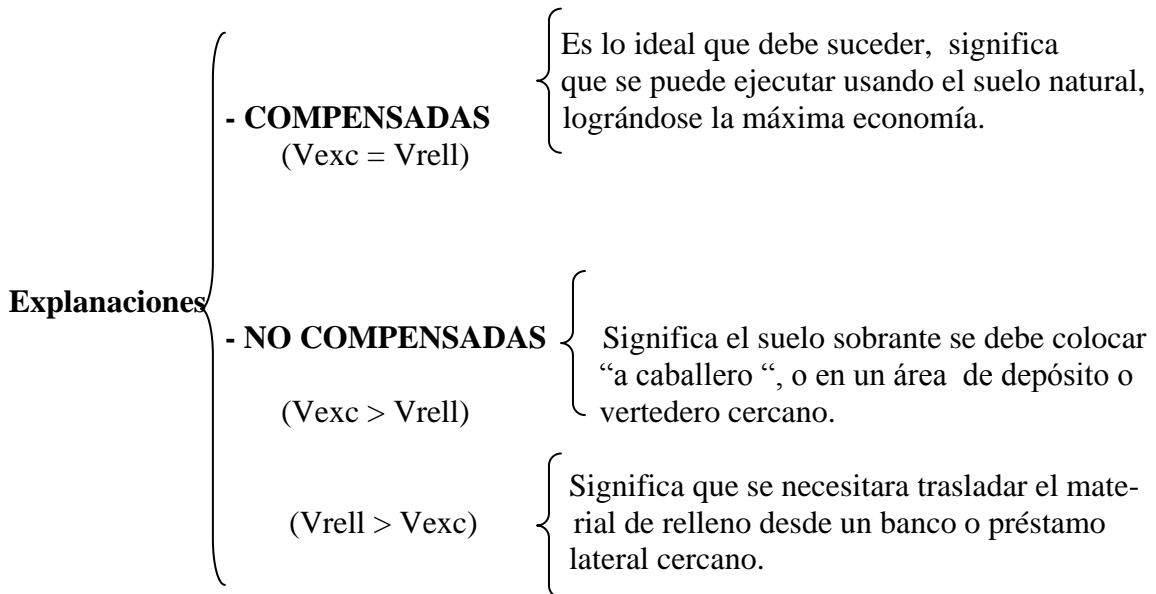 Es lo ideal que debe suceder, significa
que se puede ejecutar usando el suelo natural,
- COMPENSADAS lográndose la máxima economía.
(Vexc = Vrell)
Explanaciones
- NO COMPENSADAS Significa el suelo sobrante se debe colocar
“a caballero “, o en un área de depósito o
(Vexc > Vrell) vertedero cercano.
Significa que se necesitara trasladar el mate-
(Vrell > Vexc) rial de relleno desde un banco o préstamo
lateral cercano.